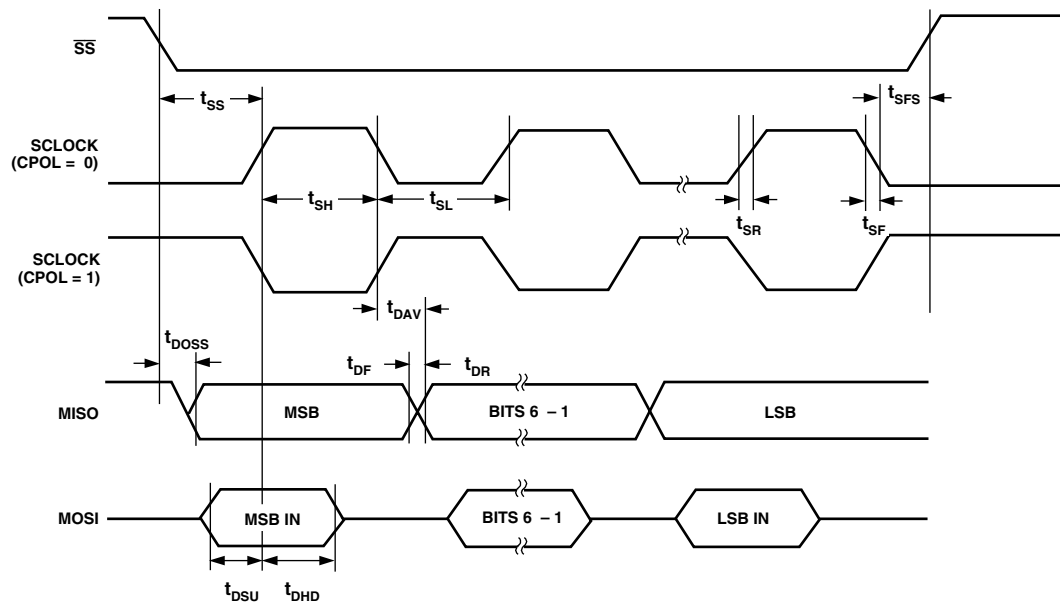 SS
tSS
tSFS
SCLOCK
(CPOL = 0)
tSH
tSL
tSR
tSF
SCLOCK
(CPOL = 1)
tDAV
tDOSS
tDF
tDR
MISO
MSB
BITS 6 – 1
LSB
MOSI
MSB IN
BITS 6 – 1
LSB IN
tDSU
tDHD